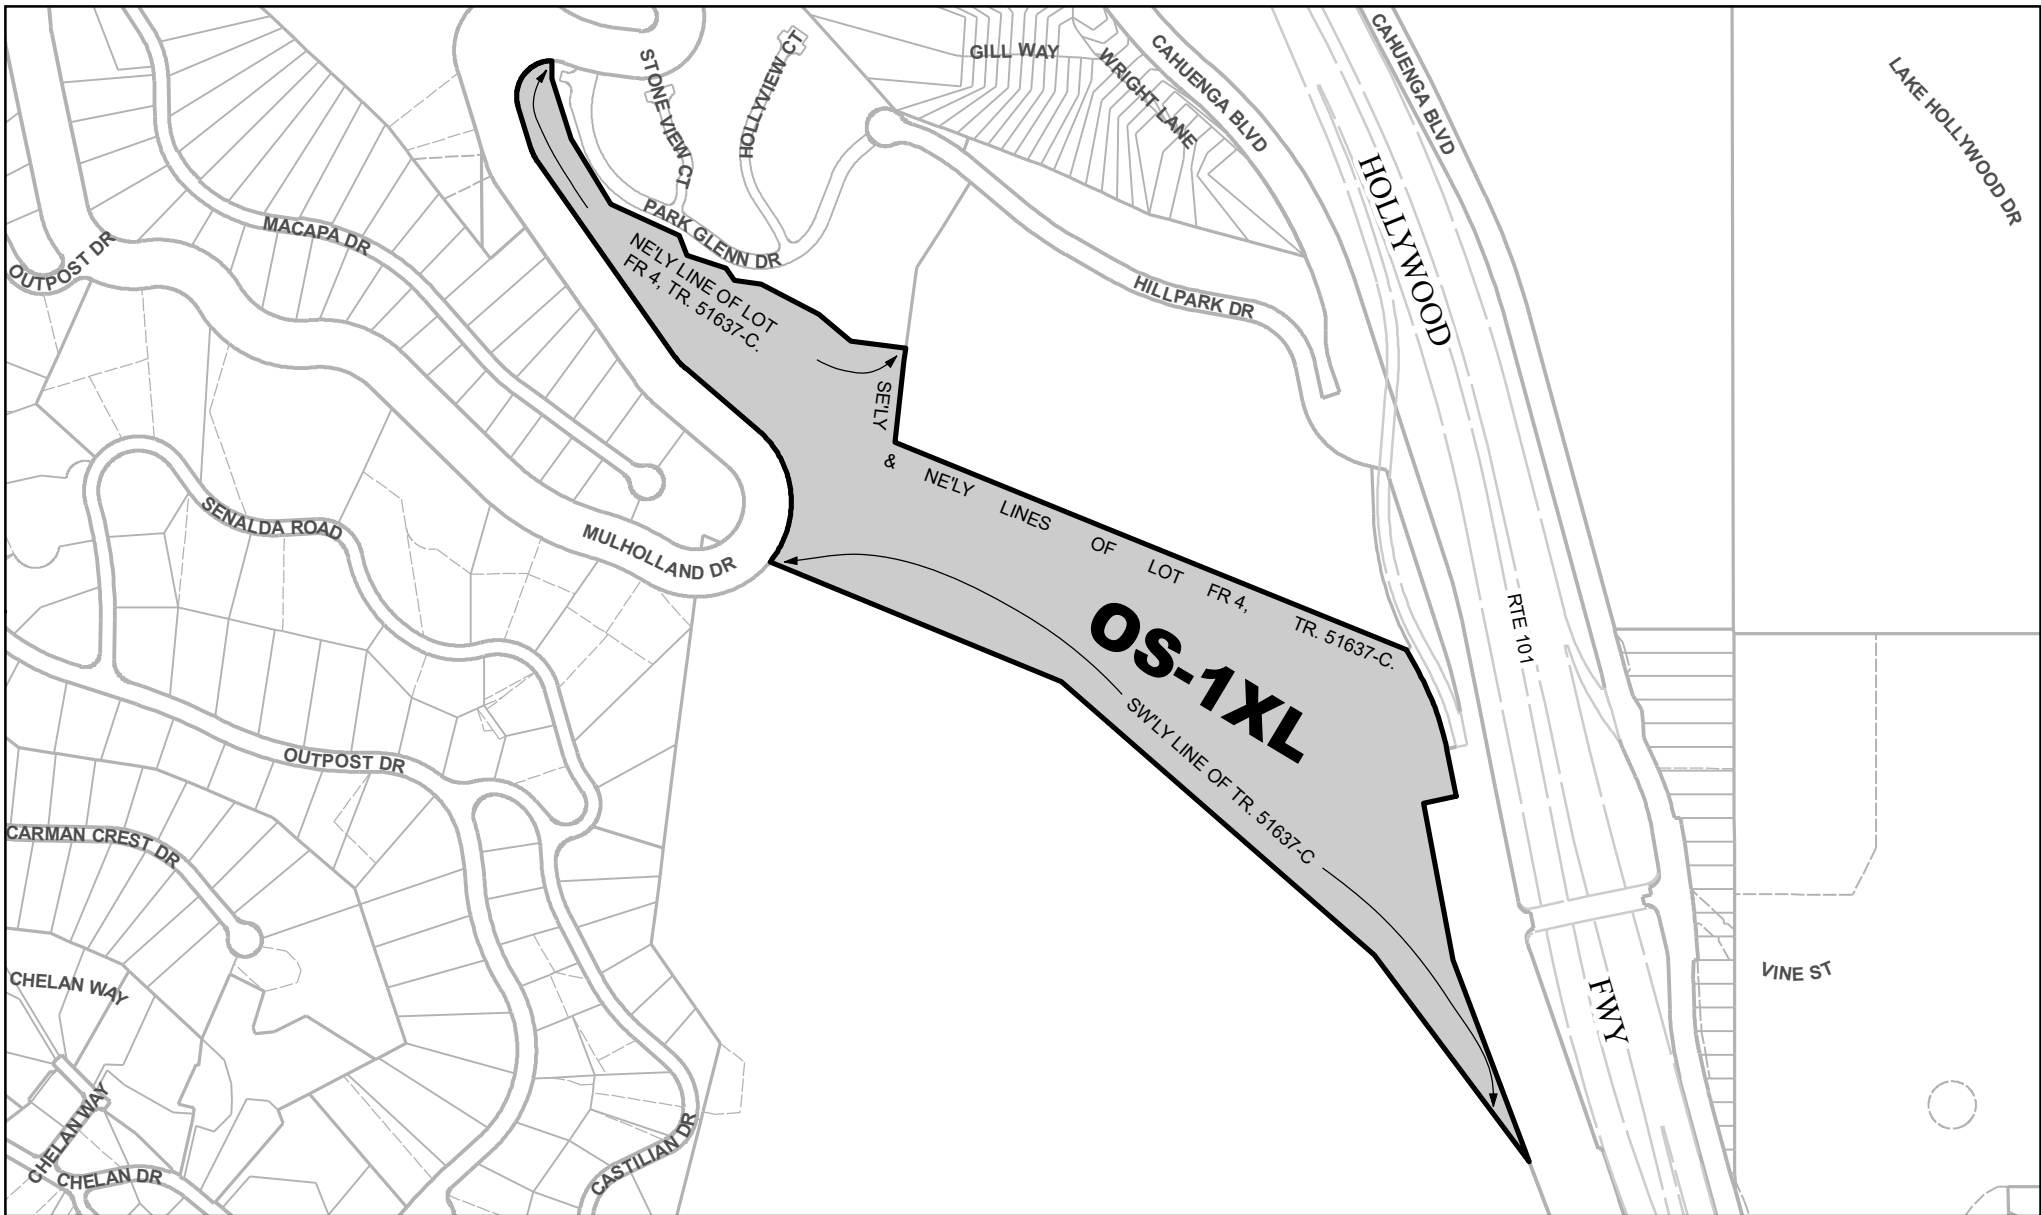 GILL WAY
WRIGHT LANE
CAHUENGA BLVD
CAHUENGA BLVD
LAKE HOLLYWOOD DR
STONE VIEW CT
HOLLYVIEW CT
HOLLYWOOD
MACAPA DR
OUTPOST DR
PARK GLENN DR
HILLPARK DR
NE'LY LINE OF LOT
FR 4, TR. 51637-C.
SE'LY
& NE'LY LINES OF LOT FR 4, TR. 51637-C.
SENALDA ROAD
MULHOLLAND DR
OS-1XL
RTE 101
SW'LY LINE OF TR. 51637-C
OUTPOST DR
CARMAN CREST DR
CHELAN WAY
VINE ST
FWY
CHELAN WAY
CHELAN DR
CASTILIAN DR